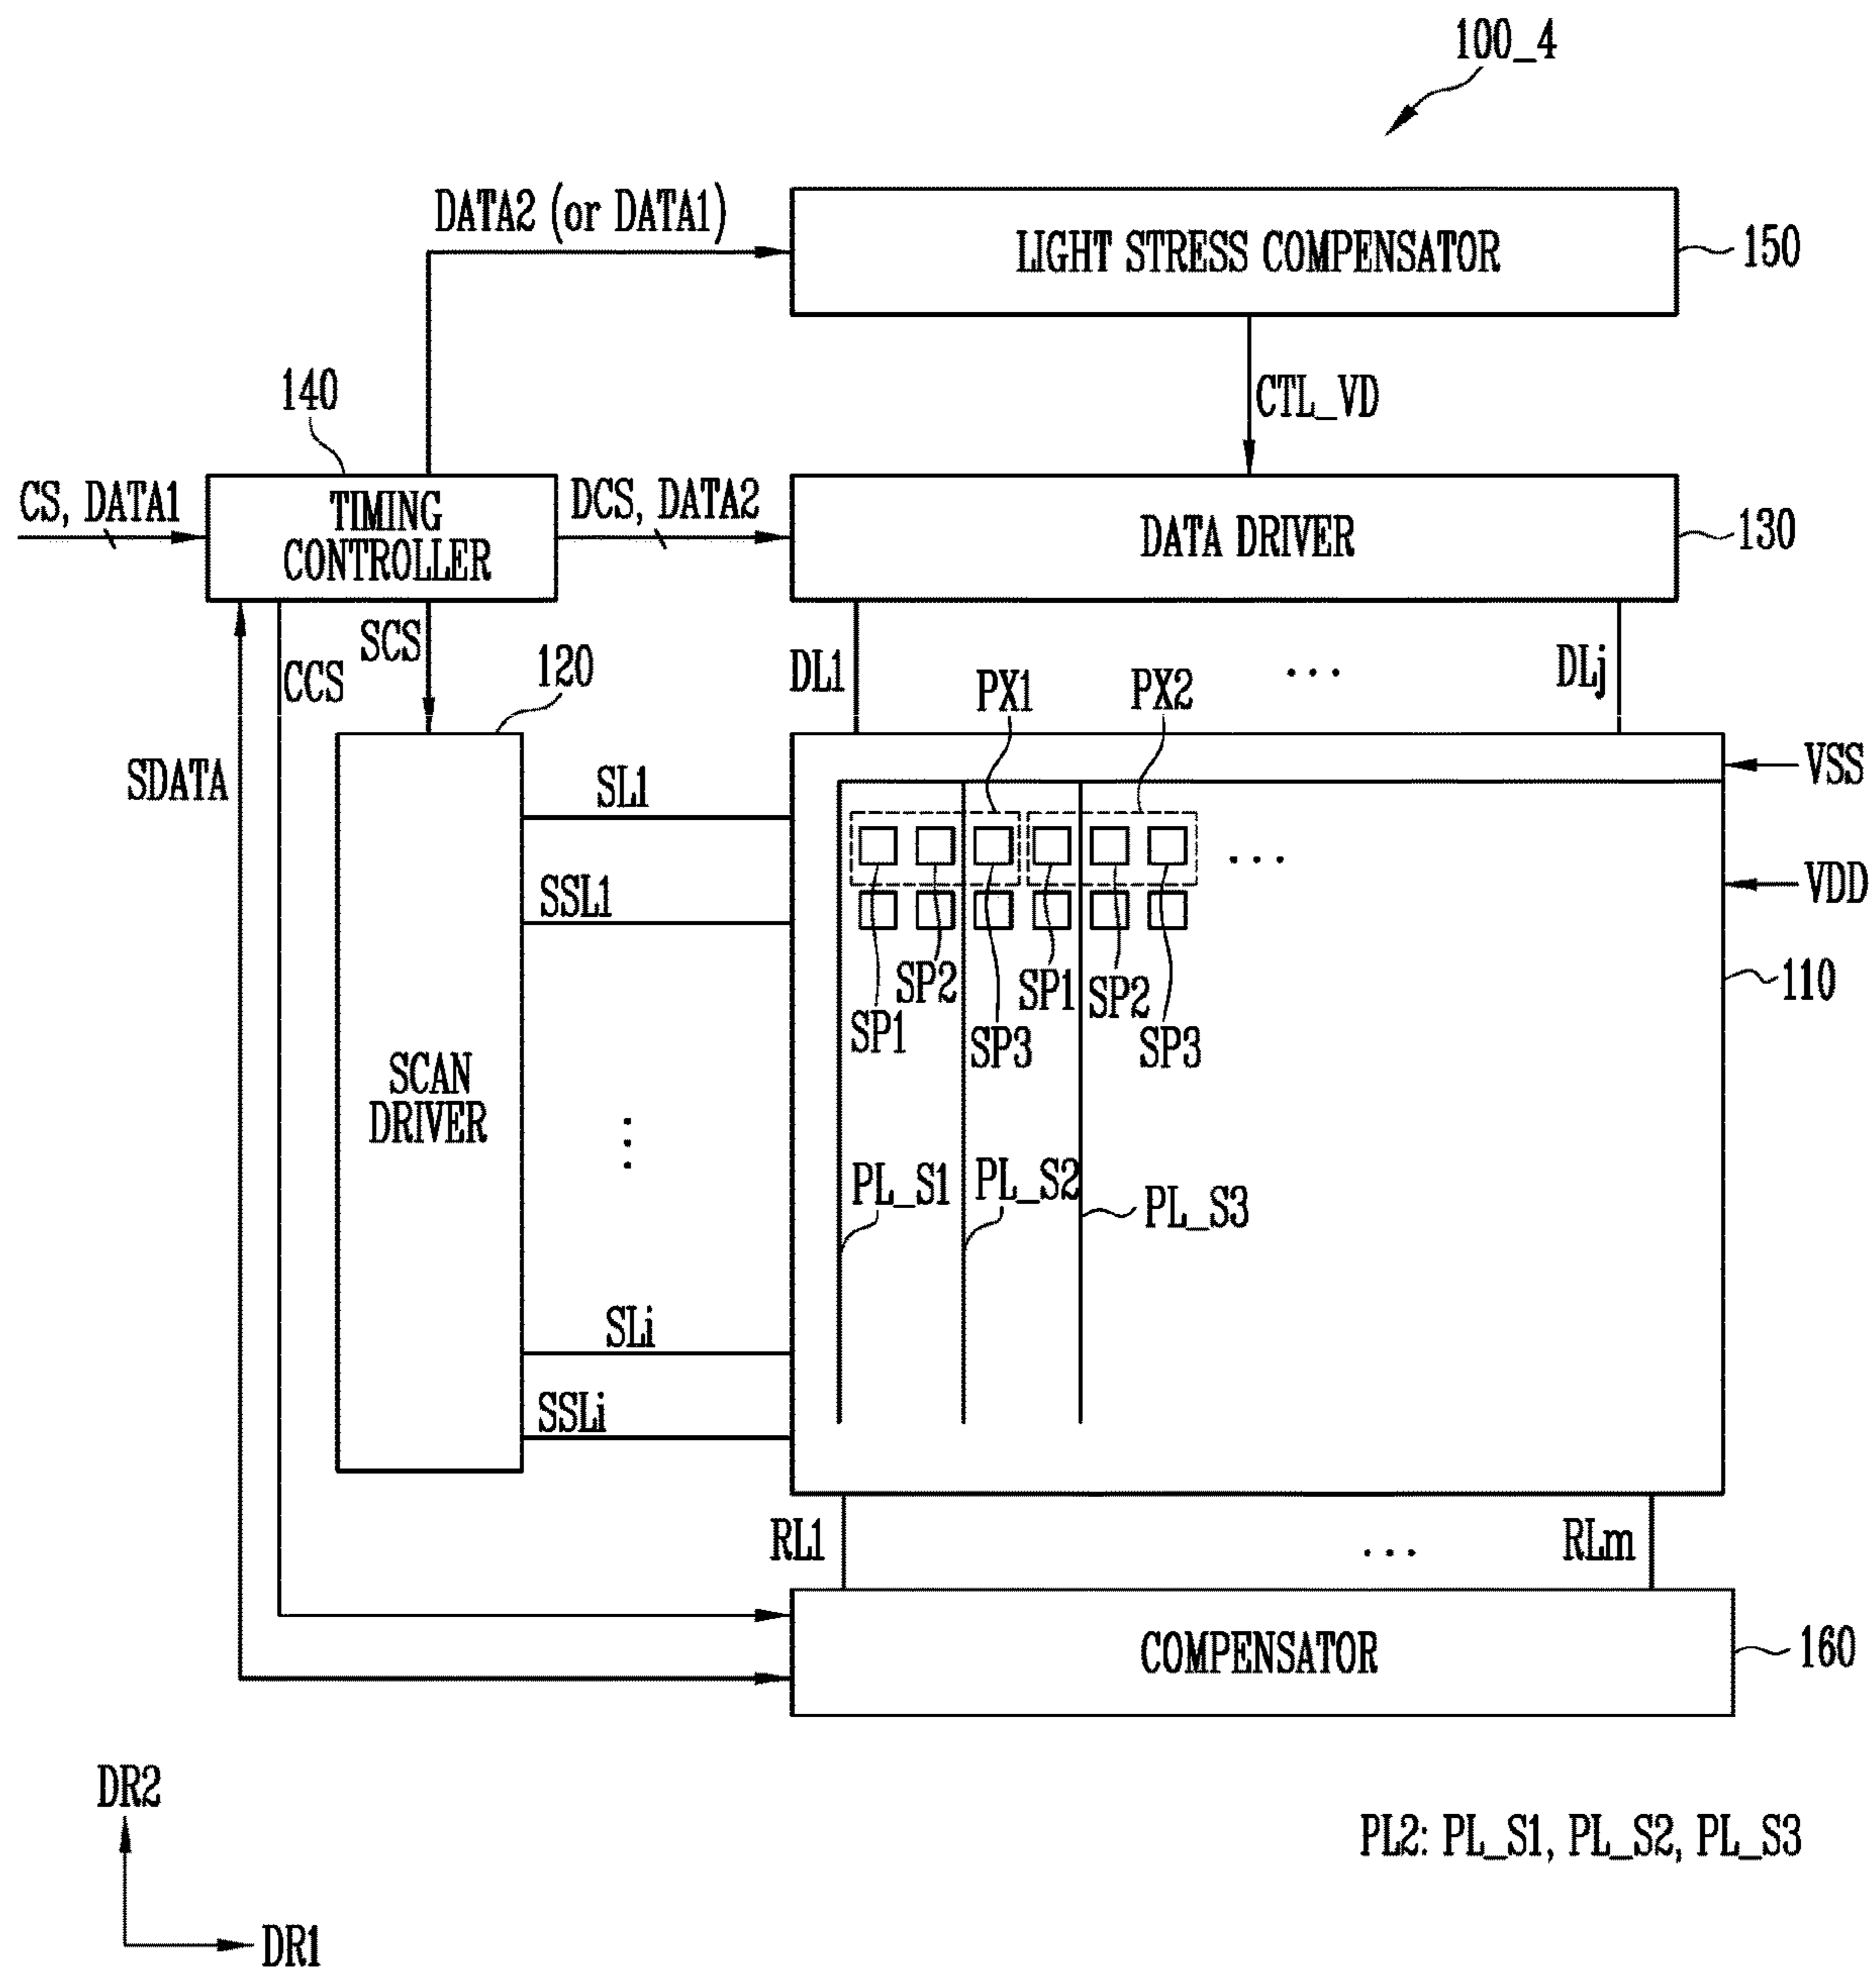 100_4
DATA2 (or DATA1)
LIGHT STRESS COMPENSATOR
150
140
CTL_VD
CS, DATA1
TIMING
CONTROLLER
DCS, DATA2
DATA DRIVER
130
SCS
CCS
120
DL1
PX1
PX2
...
DLj
SDATA
SL1
VSS
SSL1
...
VDD
SP2
SP1
SP1
SP2
110
SP3
SP3
SCAN
DRIVER
...
PL_S1
PL_S2
PL_S3
SLi
SSLi
RL1
...
RLm
COMPENSATOR
160
DR2
PL2: PL_S1, PL_S2, PL_S3
DR1